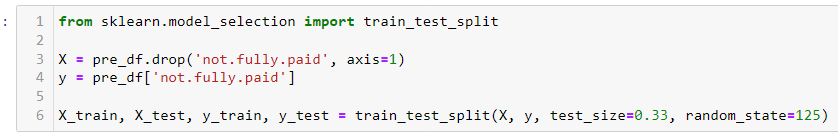 :
1 from sklearn.model_selection import train_test_split
2
3 X = pre_df.drop('not.fully.paid', axis=1)
4 y = pre_df['not.fully.paid']
5
6 X_train, X_test, y_train, y_test = train_test_split(X, y, test_size=0.33, random_state=125)